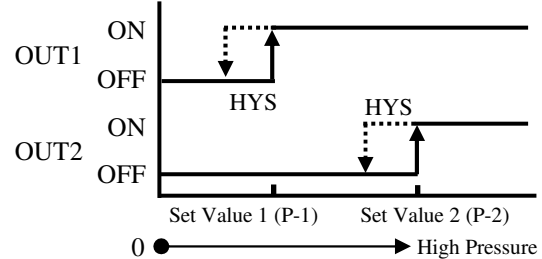 ON
OUT1
OFF
HYS
HYS
ON
OUT2
OFF
Set Value 1 (P-1) Set Value 2 (P-2)
0 High Pressure